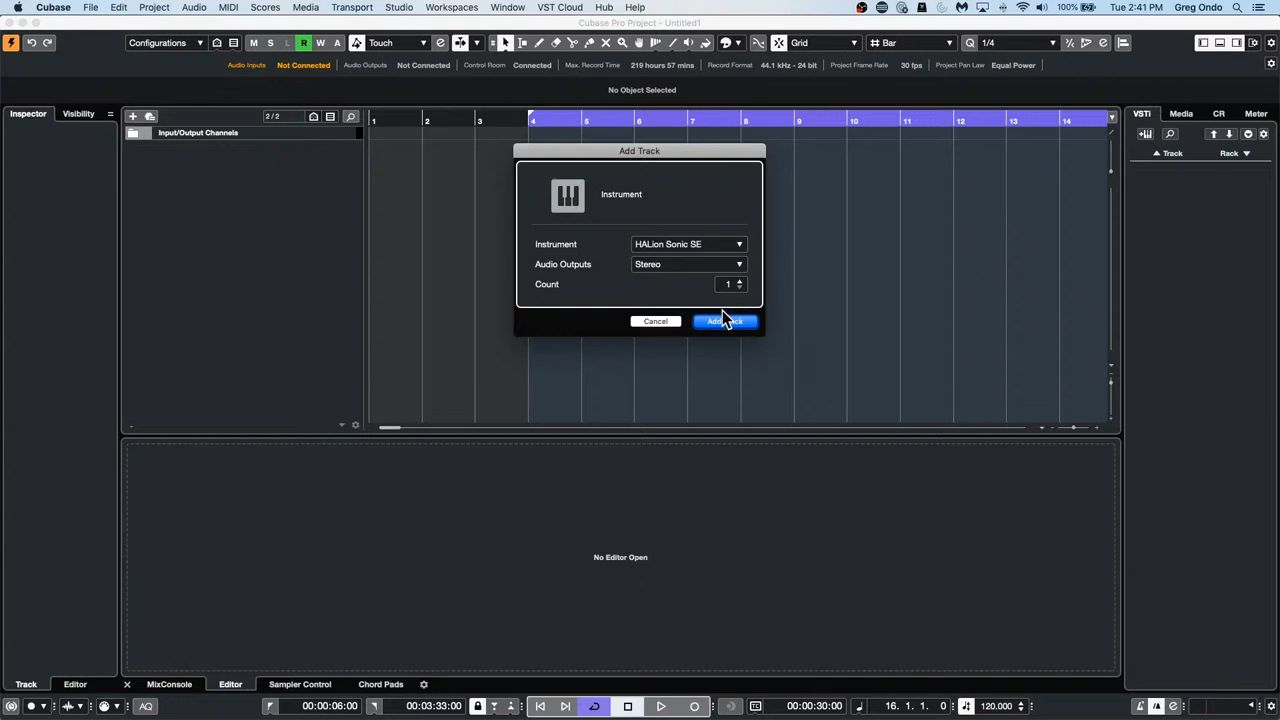 Cubase File Edit Project Audio MIDI Scores Media Transport Studio Workspaces Window VST Cloud Hub Help 100% Tue 2:41 PM Greg Ondo
Cubase Pro Project - Untitled1
Configurations M S L R W A Touch Grid Bar Q 1/4
Audio Inputs Not Connected Audio Outputs Not Connected Control Room Connected Max. Record Time 219 hours 57 mins Record Format 44.1 kHz - 24 bit Project Frame Rate 30 fps Project Pan Law Equal Power
No Object Selected
Inspector Visibility 2/2 1 2 3 4 5 6 7 8 9 10 11 12 13 14 VSTi Media CR Meter
Input/Output Channels
Track Rack
Add Track
Instrument
Instrument HALion Sonic SE
Audio Outputs Stereo
Count 1
Cancel Add Track
No Editor Open
Track Editor MixConsole Editor Sampler Control Chord Pads
AQ 00:00:06:00 00:03:33:00 00:00:30:00 16. 1. 1. 0 120.000